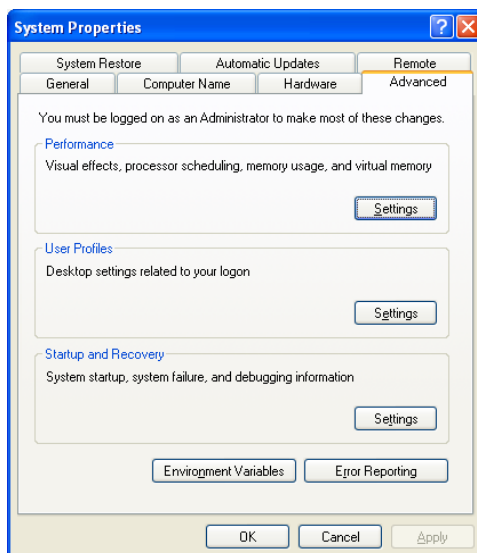 System Properties
System Restore Automatic Updates Remote
General Computer Name Hardware Advanced
You must be logged on as an Administrator to make most of these changes.
Performance
Visual effects, processor scheduling, memory usage, and virtual memory
Settings
User Profiles
Desktop settings related to your logon
Settings
Startup and Recovery
System startup, system failure, and debugging information
Settings
Environment Variables Error Reporting
OK Cancel Apply